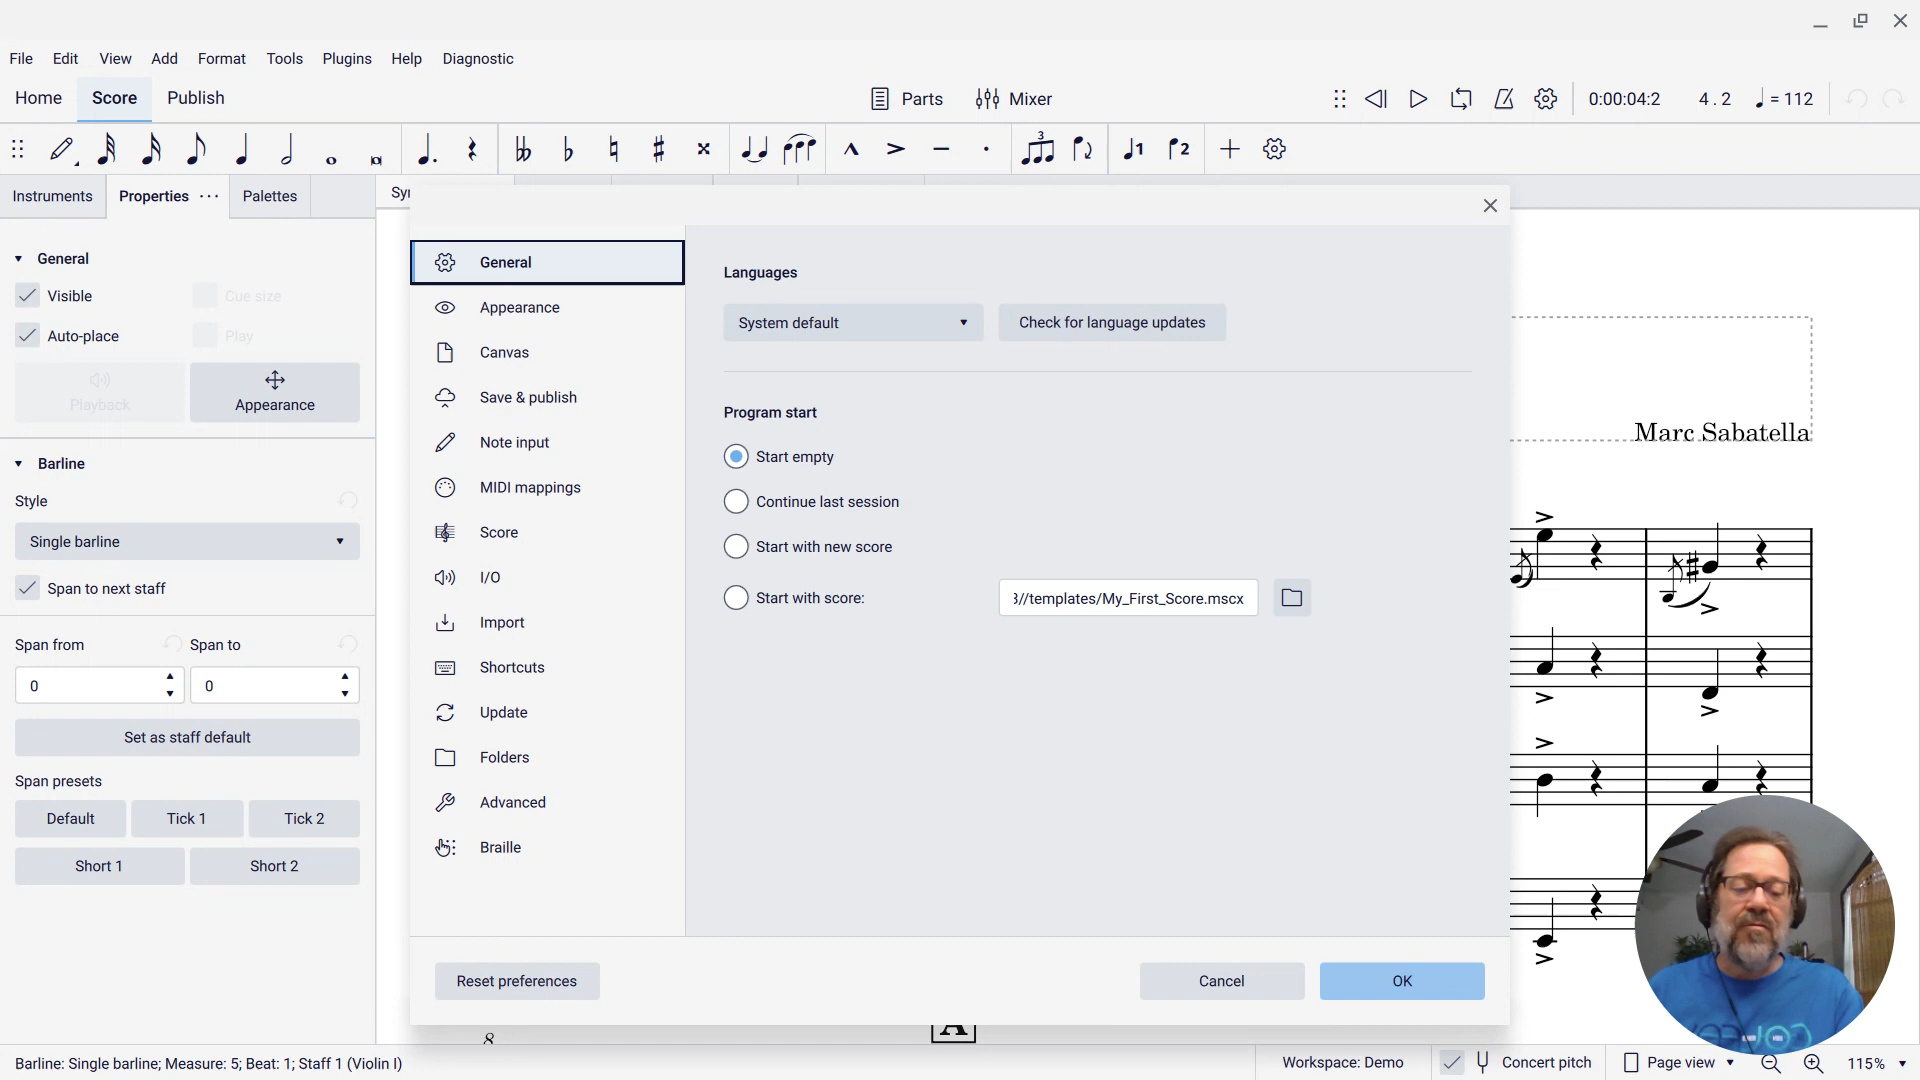 File Edit View Add Format Tools Plugins Help Diagnostic
Home Score Publish Parts Mixer 0:00:04:2 4 . 2 = 112
3 1 2
Instruments Properties ··· Palettes
General
Visible Cue size
Auto-place Play
Playback Appearance
Barline
Style
Single barline
Span to next staff
Span from Span to
0 0
Set as staff default
Span presets
Default Tick 1 Tick 2
Short 1 Short 2
General
Appearance
Canvas
Save & publish
Note input
MIDI mappings
Score
I/O
Import
Shortcuts
Update
Folders
Advanced
Braille
Languages
System default Check for language updates
Program start
Start empty
Continue last session
Start with new score
Start with score: 3//templates/My_First_Score.mscx
Reset preferences Cancel OK
Marc Sabatella
8 A
Barline: Single barline; Measure: 5; Beat: 1; Staff 1 (Violin I) Workspace: Demo Concert pitch Page view 115%